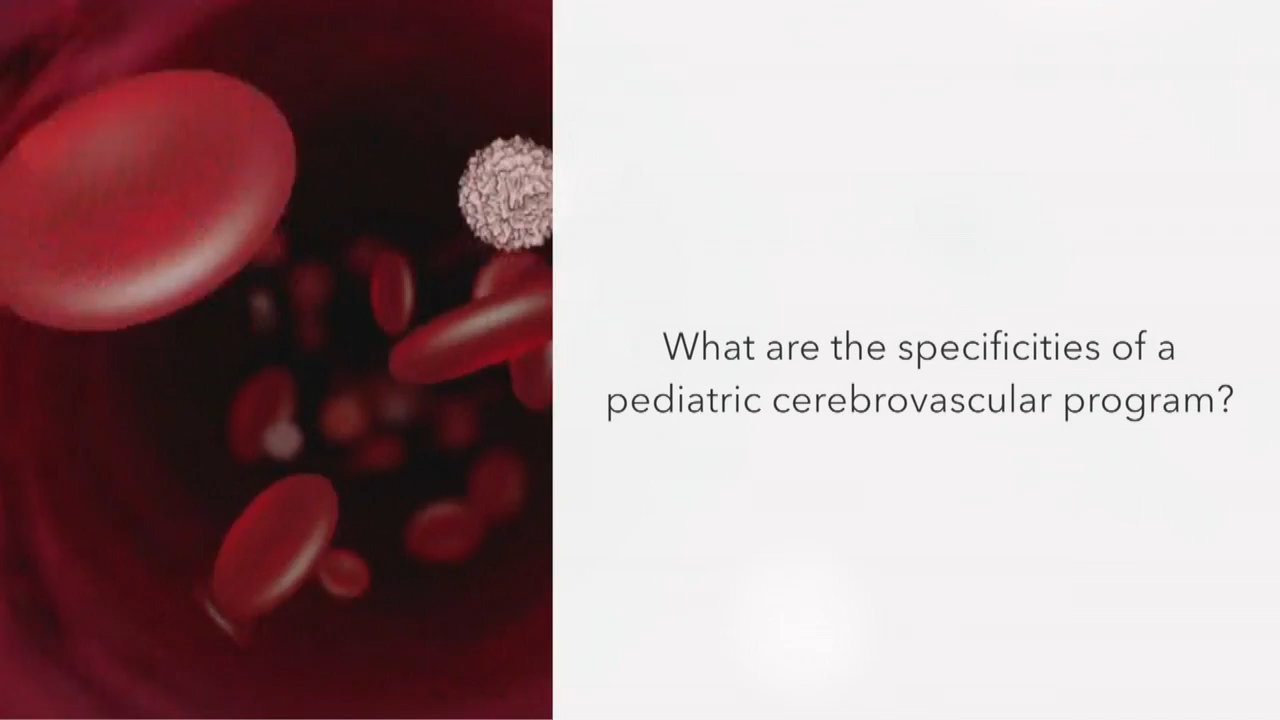 What are the specificities of a
pediatric cerebrovascular program?